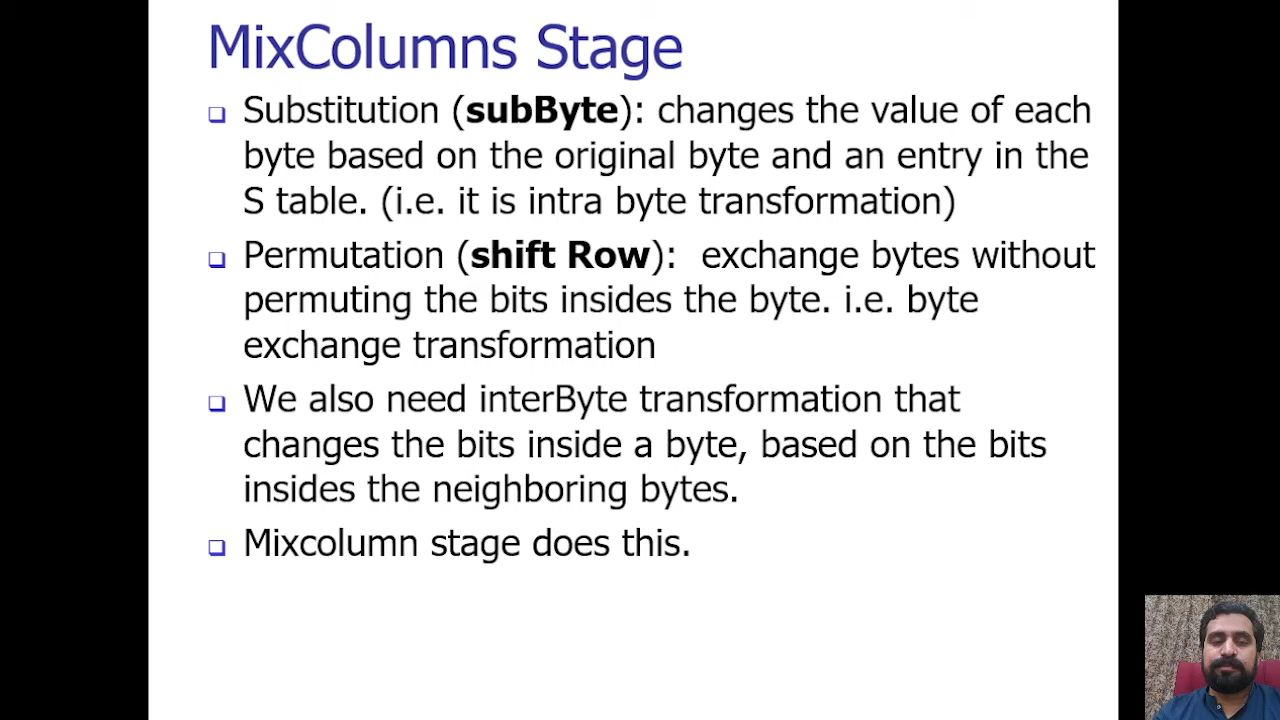 MixColumns Stage
Substitution (subByte): changes the value of each
byte based on the original byte and an entry in the
S table. (i.e. it is intra byte transformation)
Permutation (shift Row):  exchange bytes without
permuting the bits insides the byte. i.e. byte
exchange transformation
We also need interByte transformation that
changes the bits inside a byte, based on the bits
insides the neighboring bytes.
Mixcolumn stage does this.